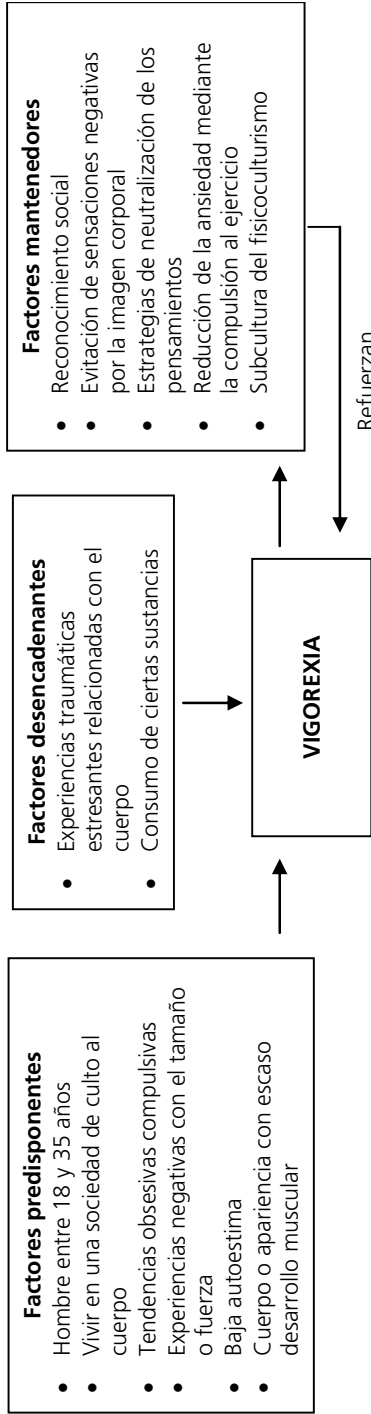 Factores predisponentes
• Hombre entre 18 y 35 años
• Vivir en una sociedad de culto al
cuerpo
• Tendencias obsesivas compulsivas
• Experiencias negativas con el tamaño
o fuerza
• Baja autoestima
• Cuerpo o apariencia con escaso
desarrollo muscular
Factores desencadenantes
• Experiencias traumáticas
estresantes relacionadas con el
cuerpo
• Consumo de ciertas sustancias
VIGOREXIA
Factores mantenedores
• Reconocimiento social
• Evitación de sensaciones negativas
por la imagen corporal
• Estrategias de neutralización de los
pensamientos
• Reducción de la ansiedad mediante
la compulsión al ejercicio
• Subcultura del fisicoculturismo
Refuerzan